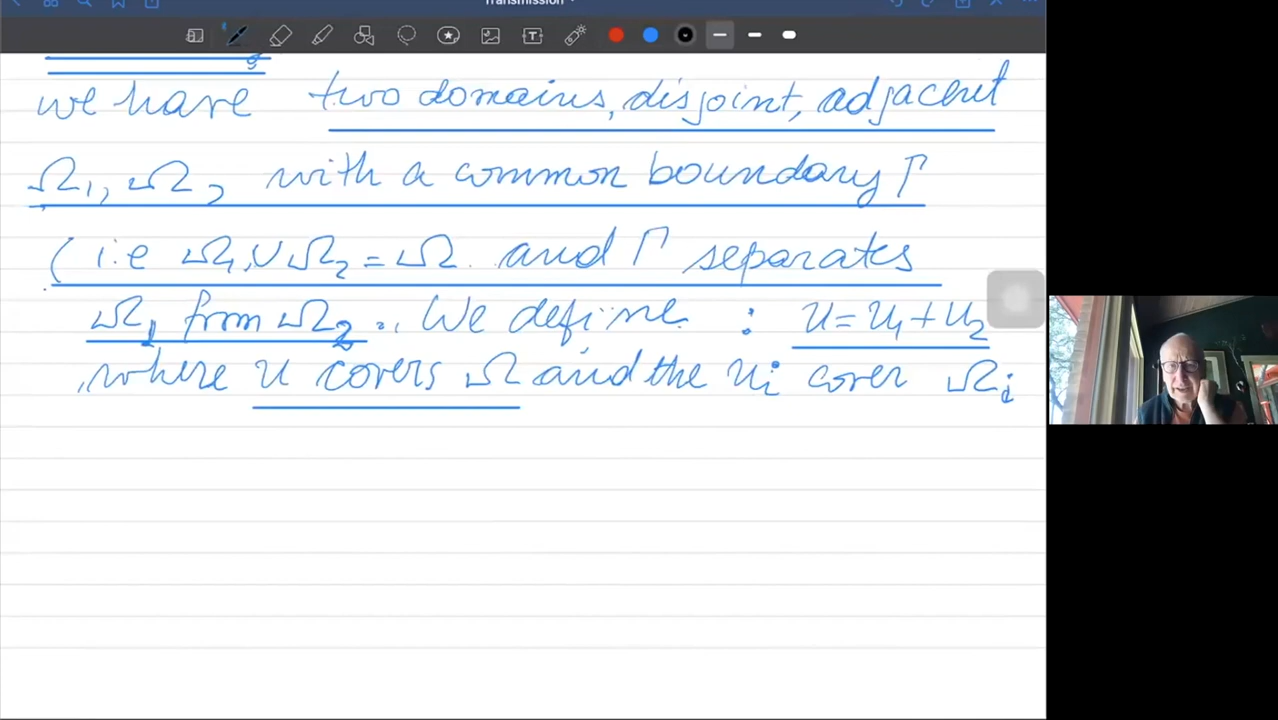 Transmission
we have two domains, disjoint, adjacent
Ω1, Ω2, with a common boundary Γ
(i.e Ω1 ∪ Ω2 = Ω. and Γ separates
Ω1 from Ω2 ... We define : u = u1 + u2
, where u covers Ω and the ui cover Ωi